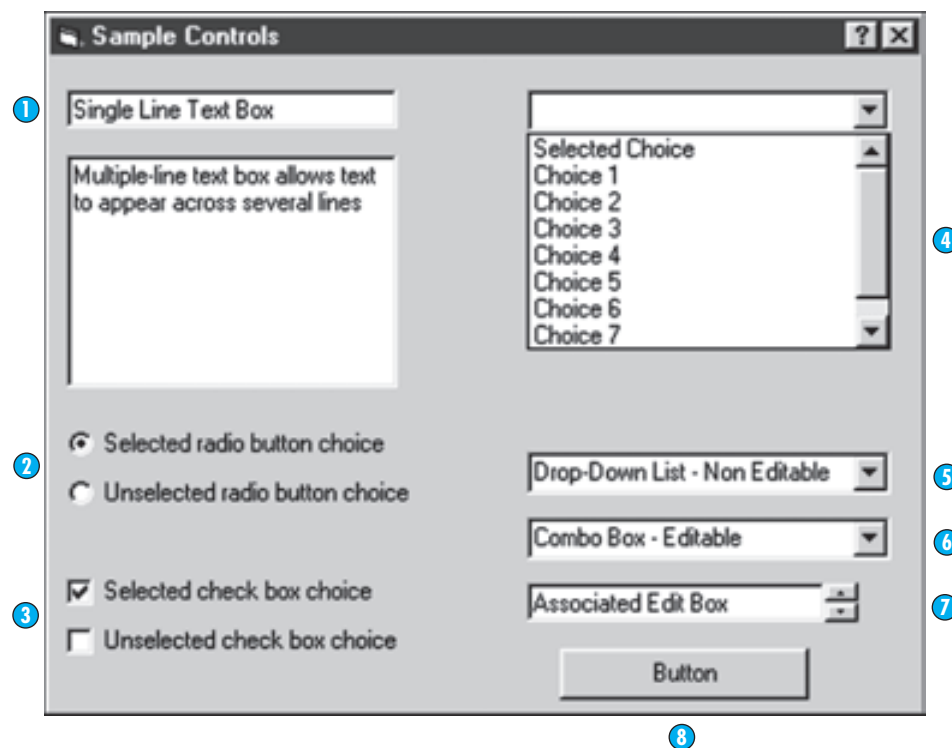 Sample Controls
1
Single Line Text Box
Multiple-line text box allows text
to appear across several lines
2
Selected radio button choice
Unselected radio button choice
3
Selected check box choice
Unselected check box choice
Selected Choice
Choice 1
Choice 2
Choice 3
Choice 4
Choice 5
Choice 6
Choice 7
4
Drop-Down List - Non Editable
5
Combo Box - Editable
6
Associated Edit Box
7
Button
8